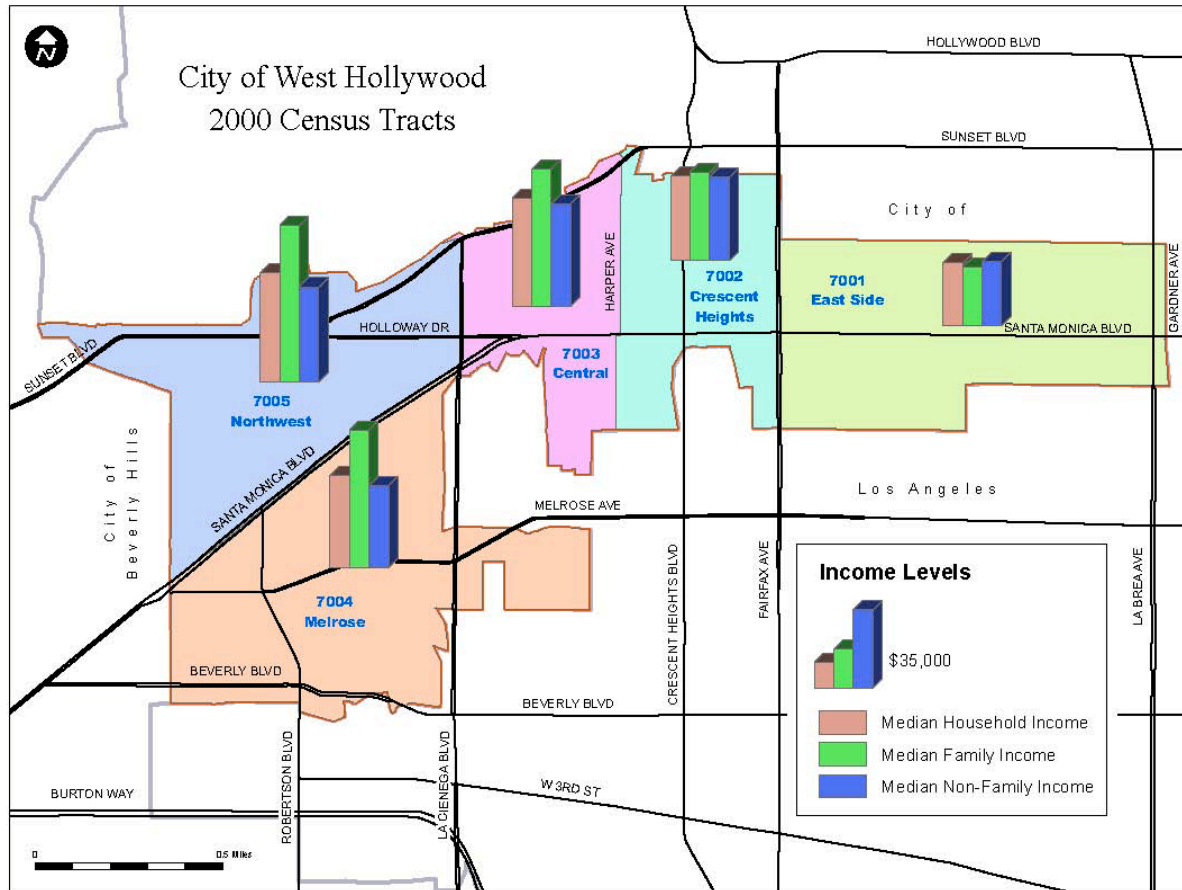 N
City of West Hollywood
2000 Census Tracts
HOLLYWOOD BLVD
SUNSET BLVD
City of
HARPER AVE
7002
Crescent
Heights
7001
East Side
GARDNER AVE
HOLLOWAY DR
SANTA MONICA BLVD
SUNSET BLVD
7003
Central
7005
Northwest
City of
Beverly Hills
SANTA MONICA BLVD
Los Angeles
MELROSE AVE
7004
Melrose
CRESCENT HEIGHTS BLVD
FAIRFAX AVE
LA BREA AVE
Income Levels
$35,000
Median Household Income
Median Family Income
Median Non-Family Income
BEVERLY BLVD
BEVERLY BLVD
BURTON WAY
ROBERTSON BLVD
LA CIENEGA BLVD
W 3RD ST
0
0.5 Miles